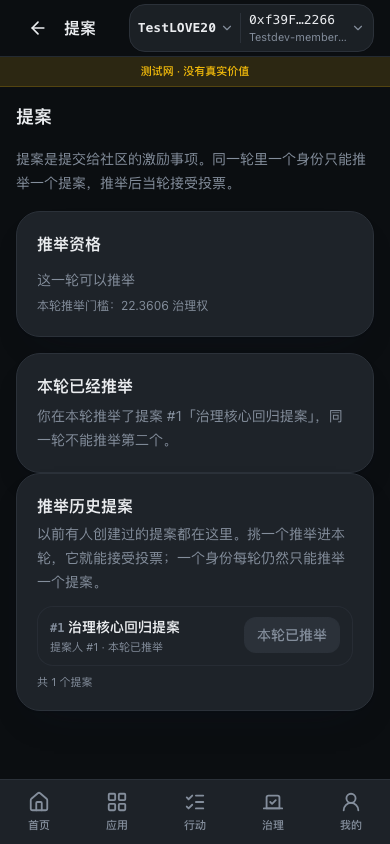 提案
TestLOVE20
0xf39F…2266
Testdev-member…
测试网 · 没有真实价值
提案
提案是提交给社区的激励事项。同一轮里一个身份只能推
举一个提案，推举后当轮接受投票。
推举资格
这一轮可以推举
本轮推举门槛：22.3606 治理权
本轮已经推举
你在本轮推举了提案 #1「治理核心回归提案」，同
一轮不能推举第二个。
推举历史提案
以前有人创建过的提案都在这里。挑一个推举进本
轮，它就能接受投票；一个身份每轮仍然只能推举
一个提案。
#1 治理核心回归提案
提案人 #1 · 本轮已推举
本轮已推举
共 1 个提案
首页
应用
行动
治理
我的